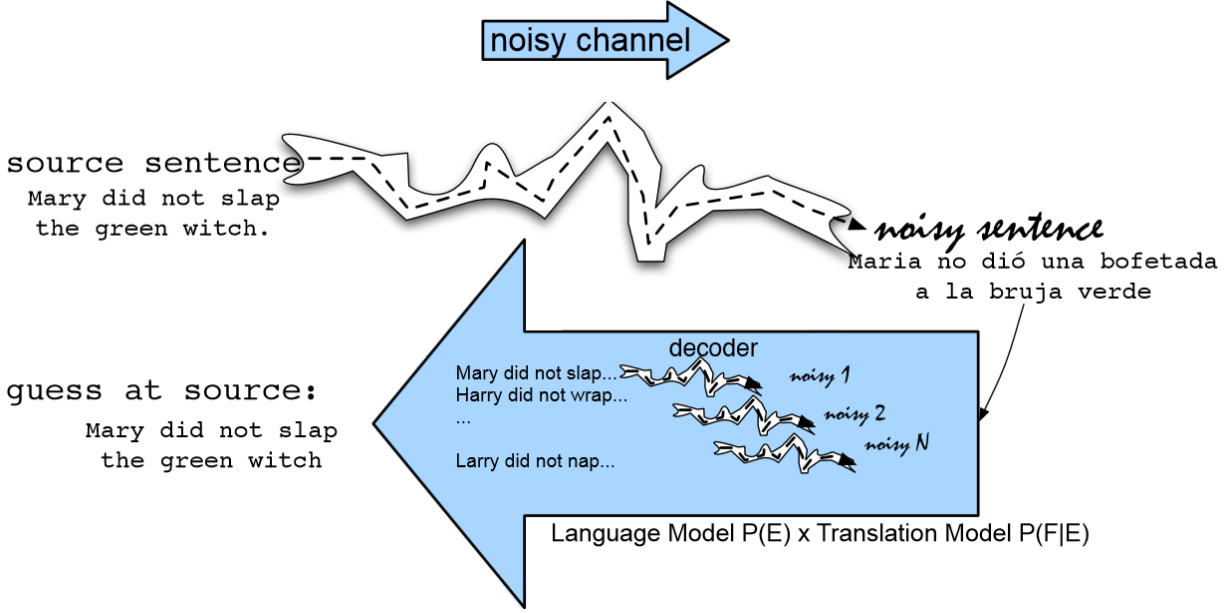 noisy channel
source sentence
Mary did not slap
the green witch.
noisy sentence
Maria no dió una bofetada
a la bruja verde
decoder
Mary did not slap...
noisy 1
Harry did not wrap...
noisy 2
...
noisy N
Larry did not nap...
guess at source:
Mary did not slap
the green witch
Language Model P(E) x Translation Model P(F|E)